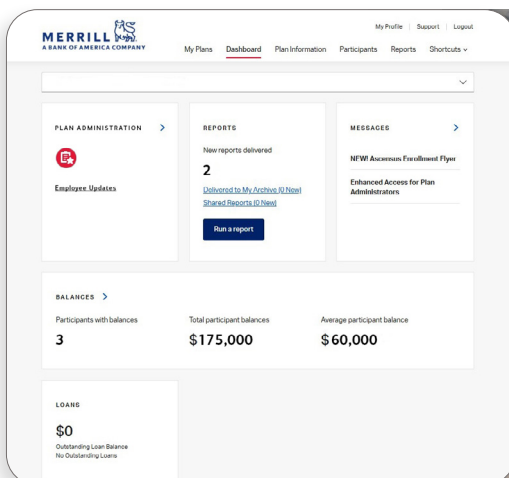 My Profile Support Logout
MERRILL
A BANK OF AMERICA COMPANY
My Plans Dashboard Plan Information Participants Reports Shortcuts
PLAN ADMINISTRATION
Employee Updates
REPORTS
New reports delivered
2
Delivered to My Archive (0 New)
Shared Reports (0 New)
Run a report
MESSAGES
NEW! Ascensus Enrollment Flyer
Enhanced Access for Plan
Administrators
BALANCES
Participants with balances Total participant balances Average participant balance
3 $175,000 $60,000
LOANS
$0
Outstanding Loan Balance
No Outstanding Loans